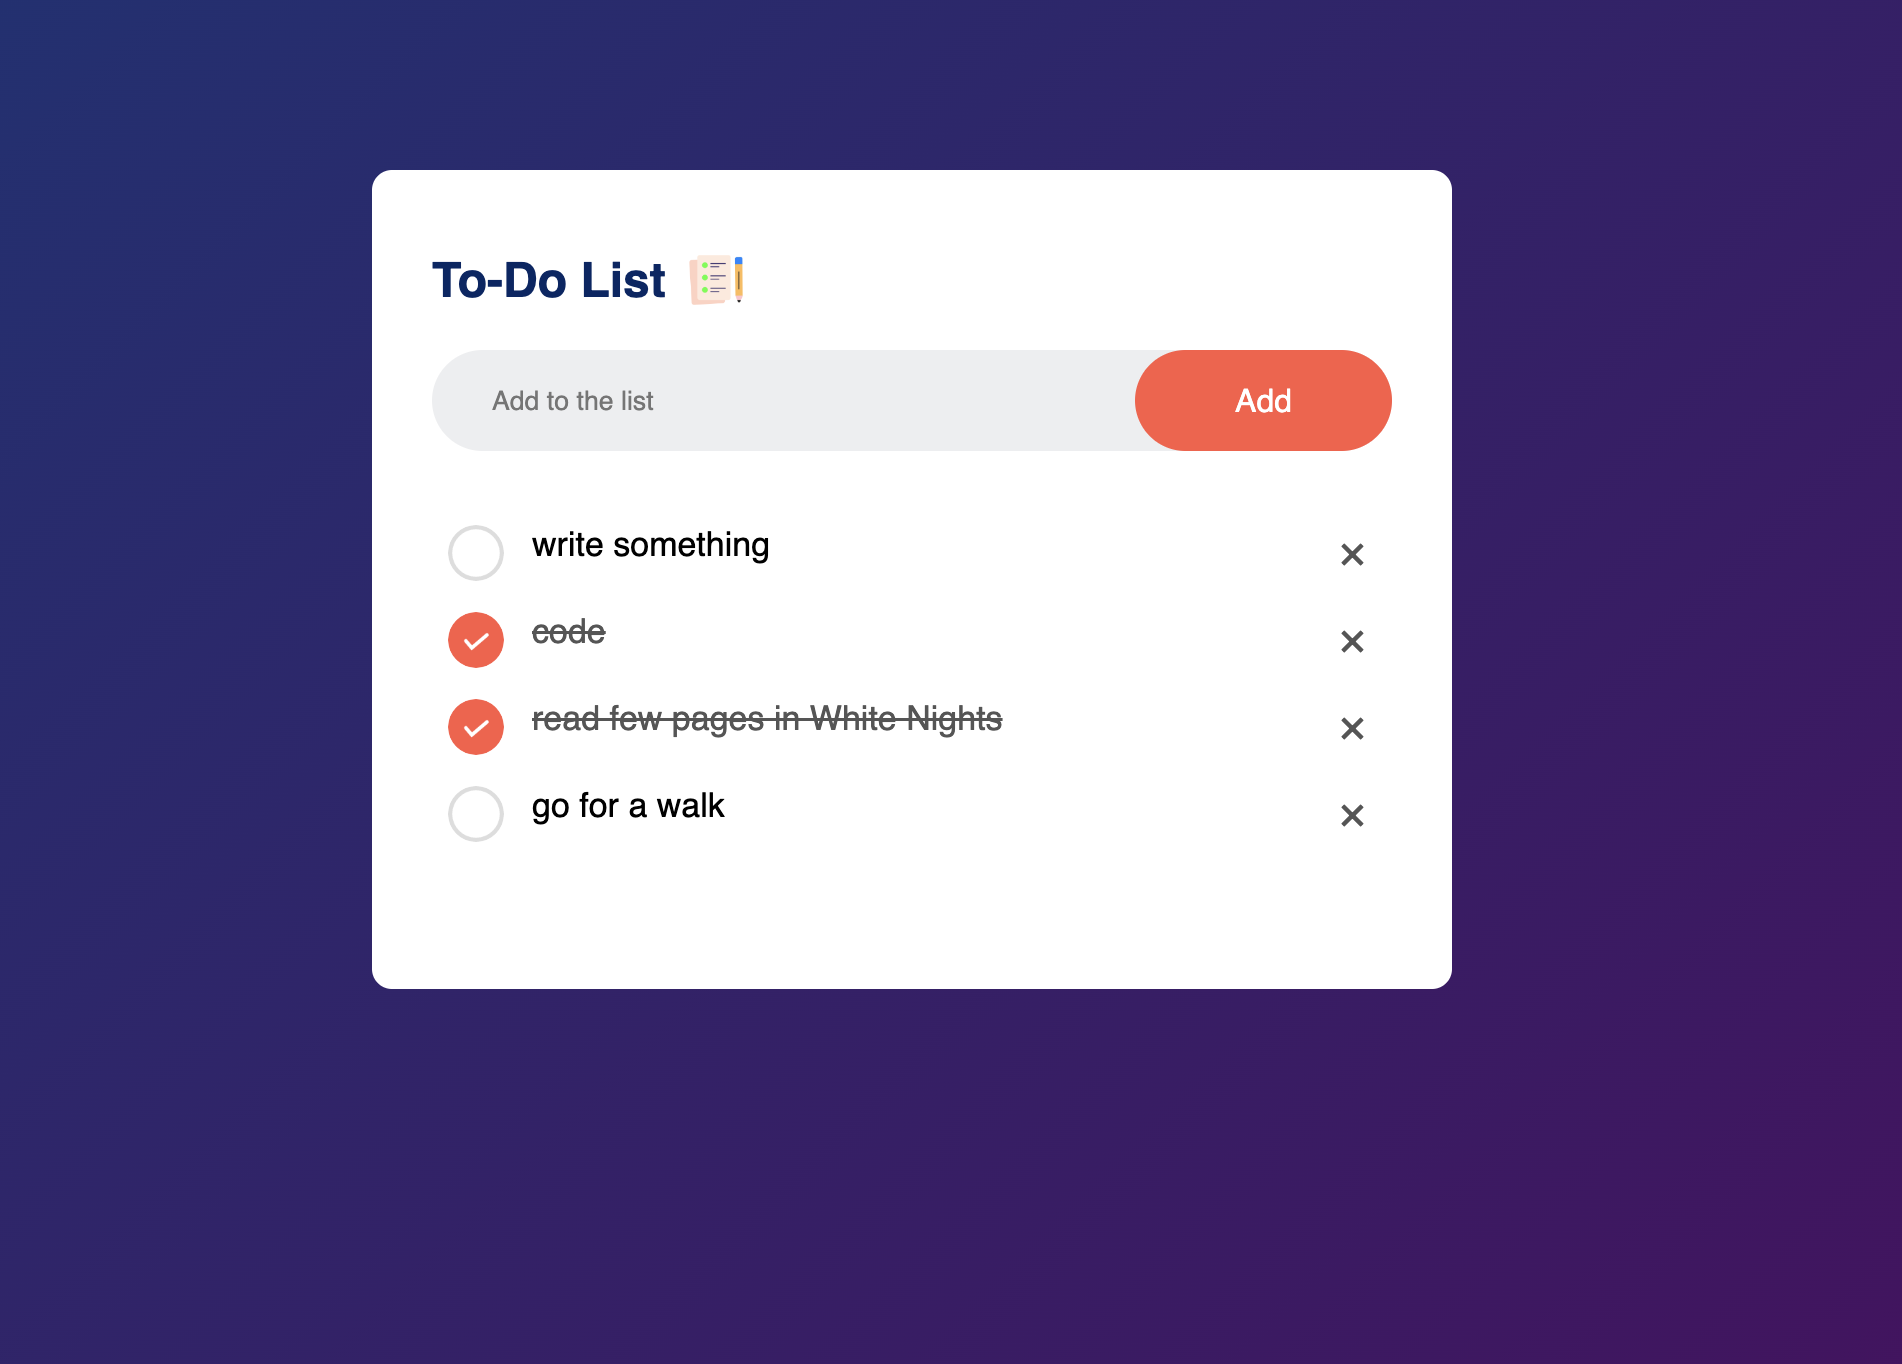 To-Do List
Add to the list
Add
write something
code
read few pages in White Nights
go for a walk